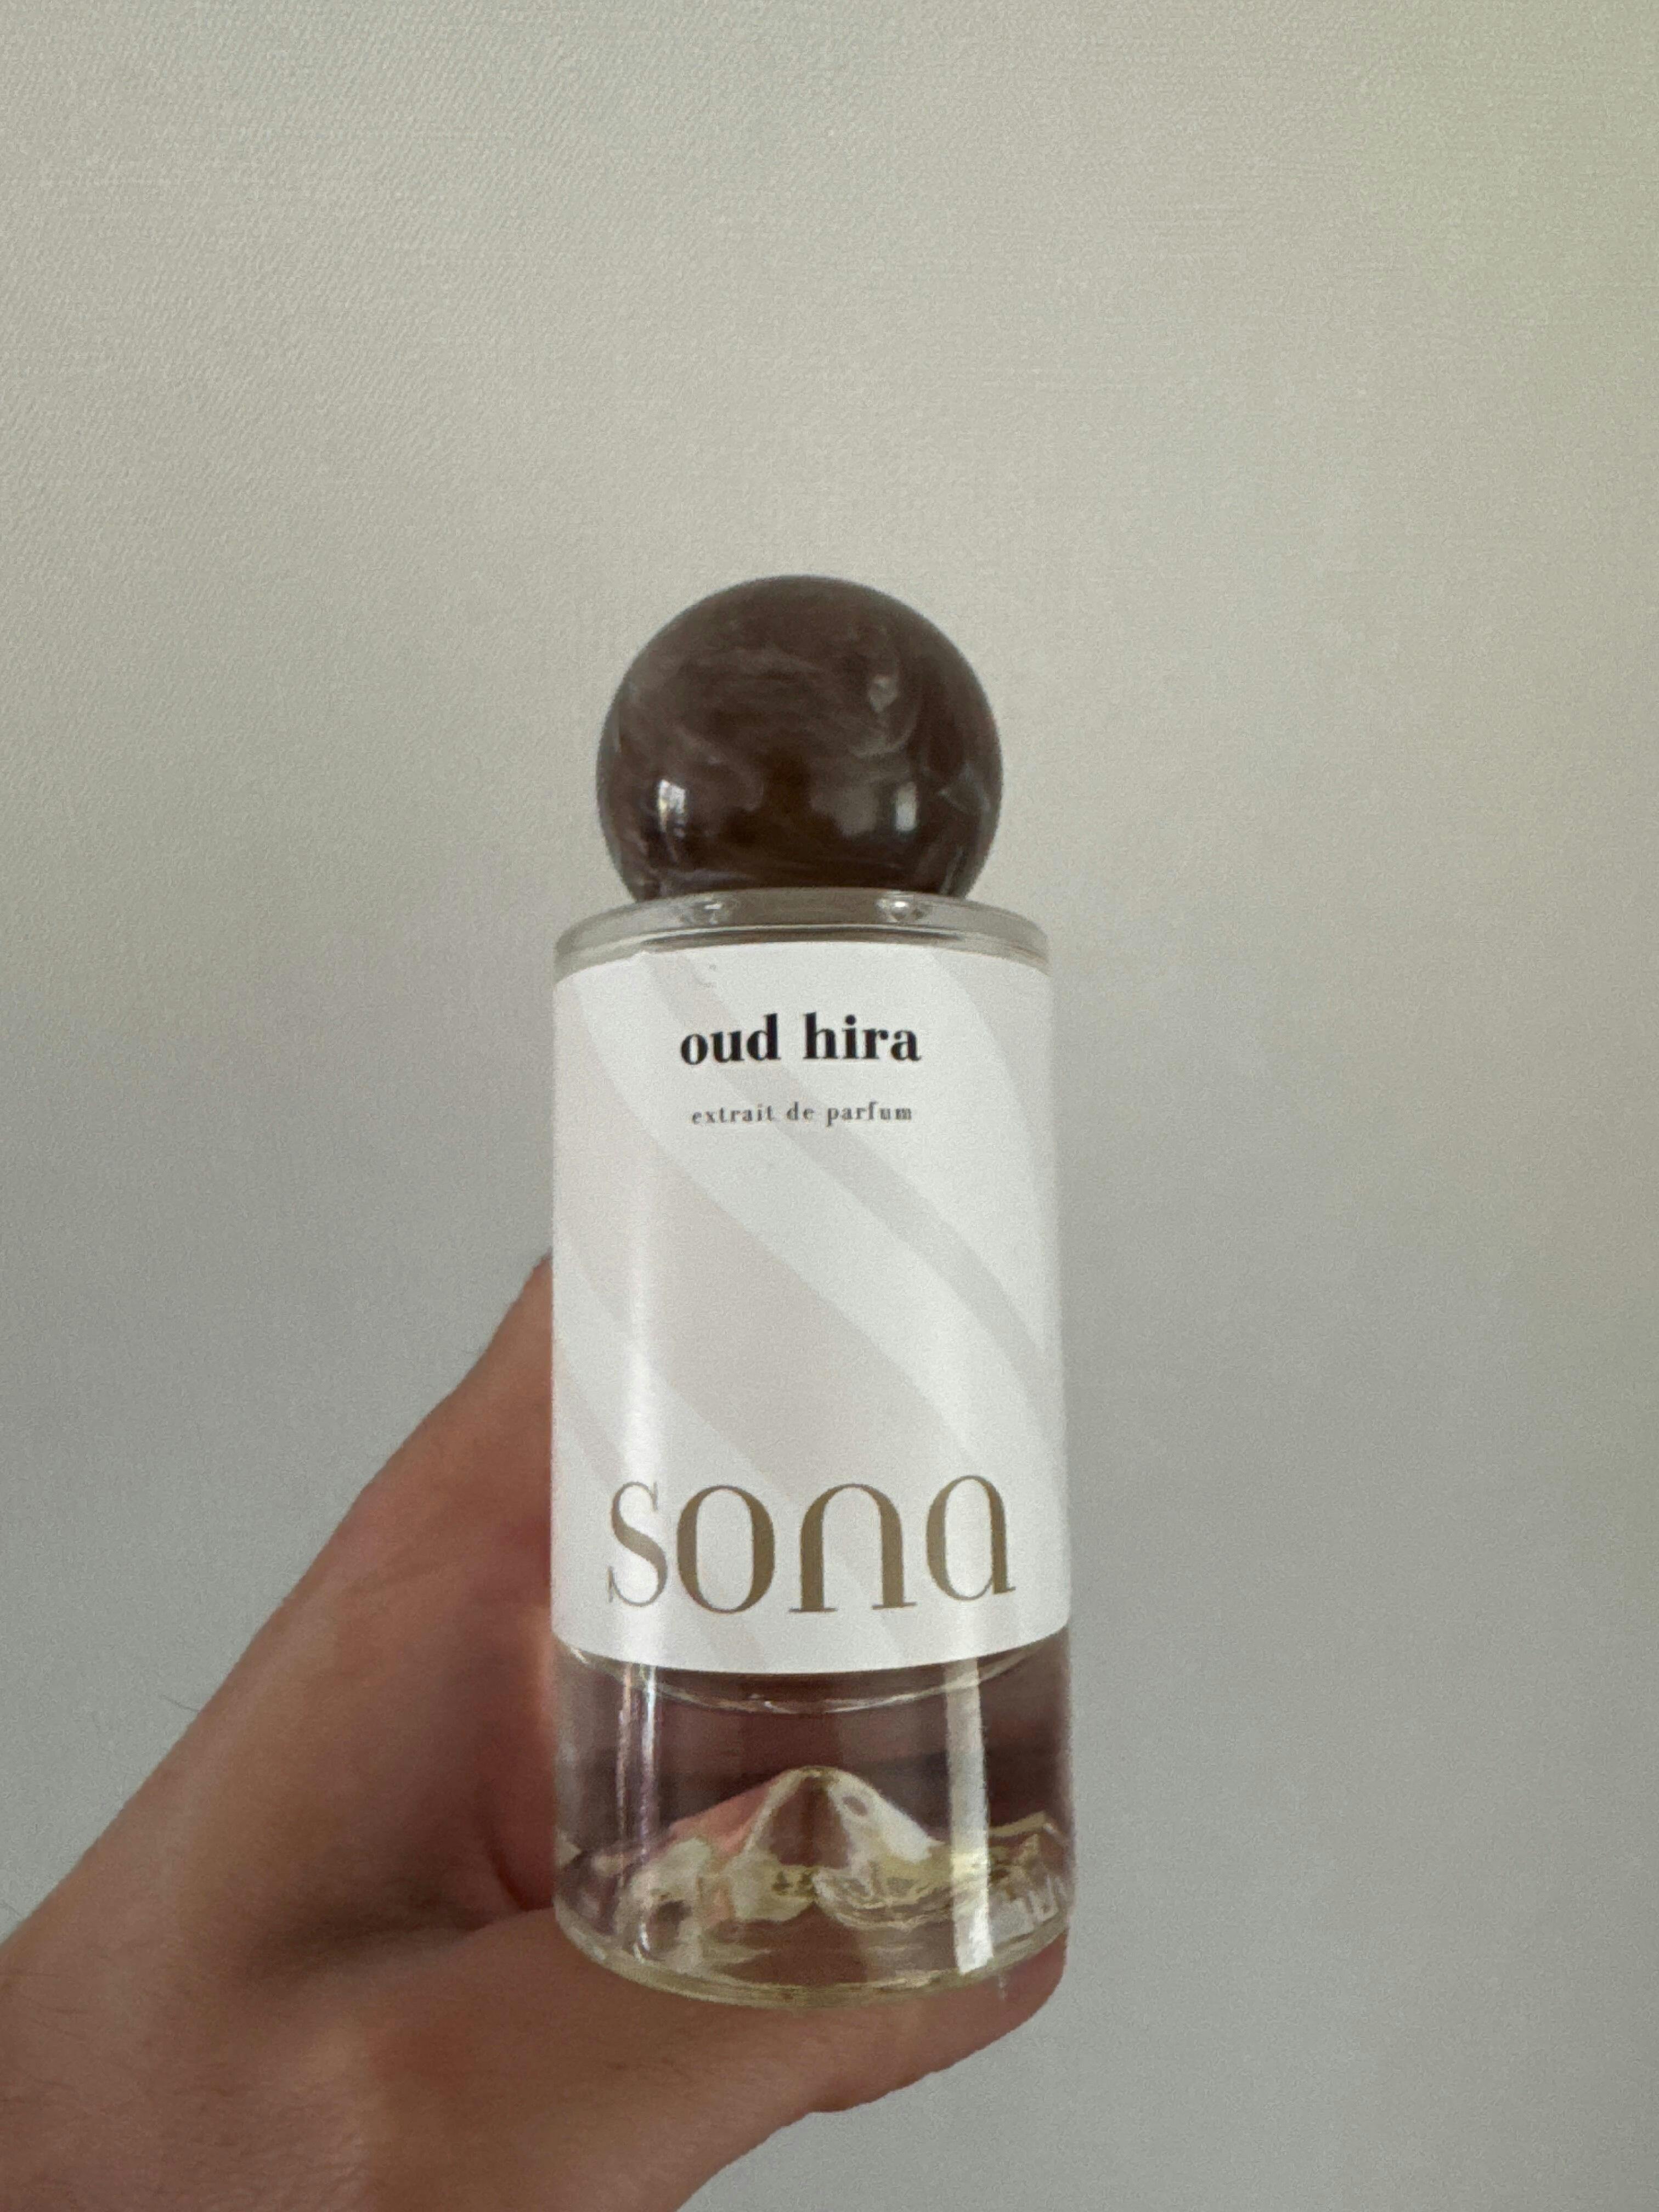 oud hira
extrait de parfum
sona